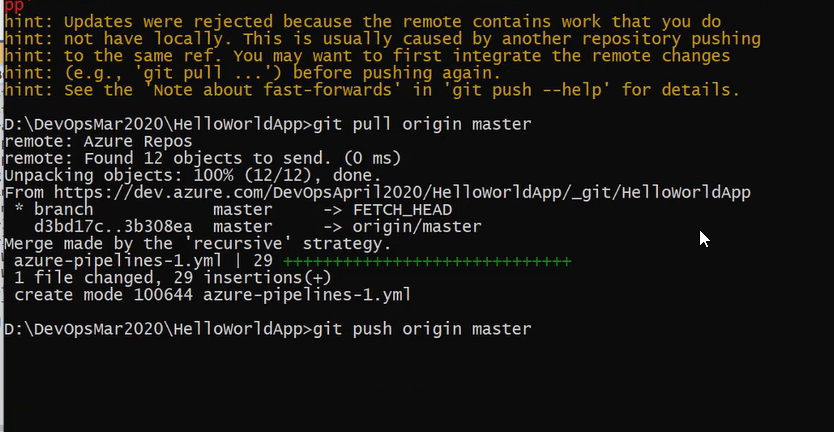 pp'
hint: Updates were rejected because the remote contains work that you do
hint: not have locally. This is usually caused by another repository pushing
hint: to the same ref. You may want to first integrate the remote changes
hint: (e.g., 'git pull ...') before pushing again.
hint: See the 'Note about fast-forwards' in 'git push --help' for details.
D:\DevOpsMar2020\HelloWorldApp>git pull origin master
remote: Azure Repos
remote: Found 12 objects to send. (0 ms)
Unpacking objects: 100% (12/12), done.
From https://dev.azure.com/DevOpsApril2020/HelloWorldApp/_git/HelloWorldApp
 * branch            master     -> FETCH_HEAD
   d3bd17c..3b308ea  master     -> origin/master
Merge made by the 'recursive' strategy.
 azure-pipelines-1.yml | 29 +++++++++++++++++++++++++++++
 1 file changed, 29 insertions(+)
 create mode 100644 azure-pipelines-1.yml
D:\DevOpsMar2020\HelloWorldApp>git push origin master